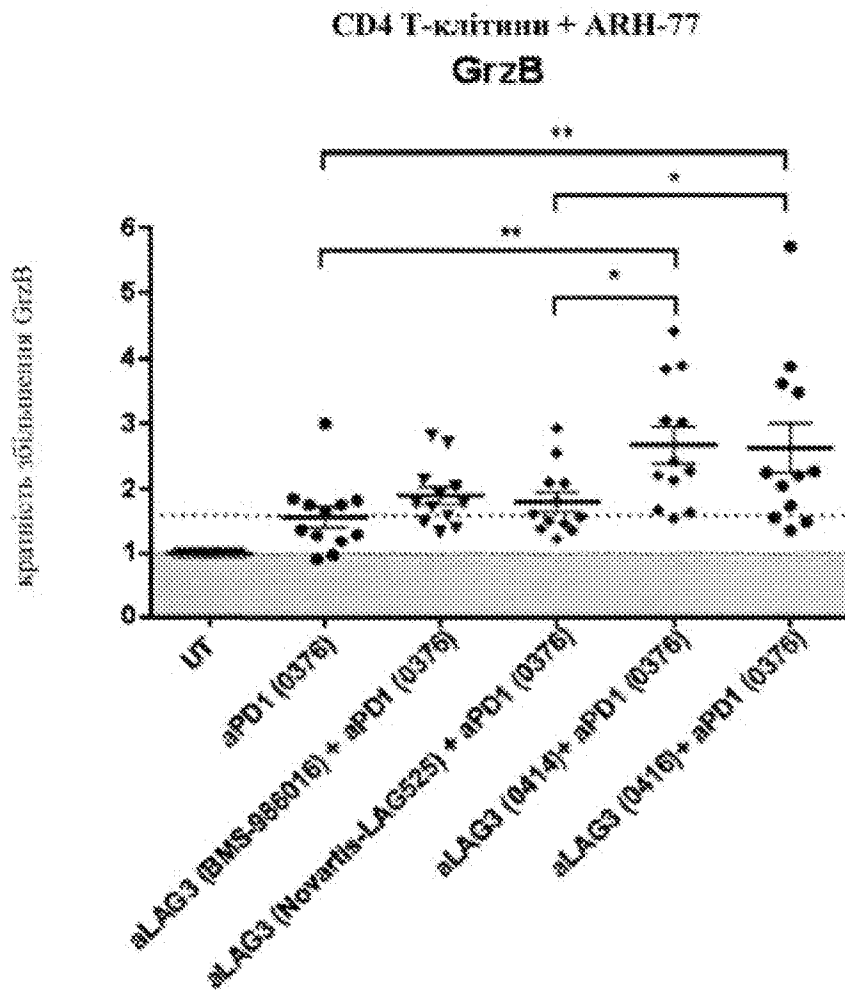 CD4 Т-клітини + ARH-77
GrzB
**
*
**
*
кратність збільшення GrzB
6
5
4
3
2
1
0
UT
aPD1 (0376)
aLAG3 (BMS-986016) + aPD1 (0376)
aLAG3 (Novartis-LAG525) + aPD1 (0376)
aLAG3 (0414)+ aPD1 (0376)
aLAG3 (0416)+ aPD1 (0376)